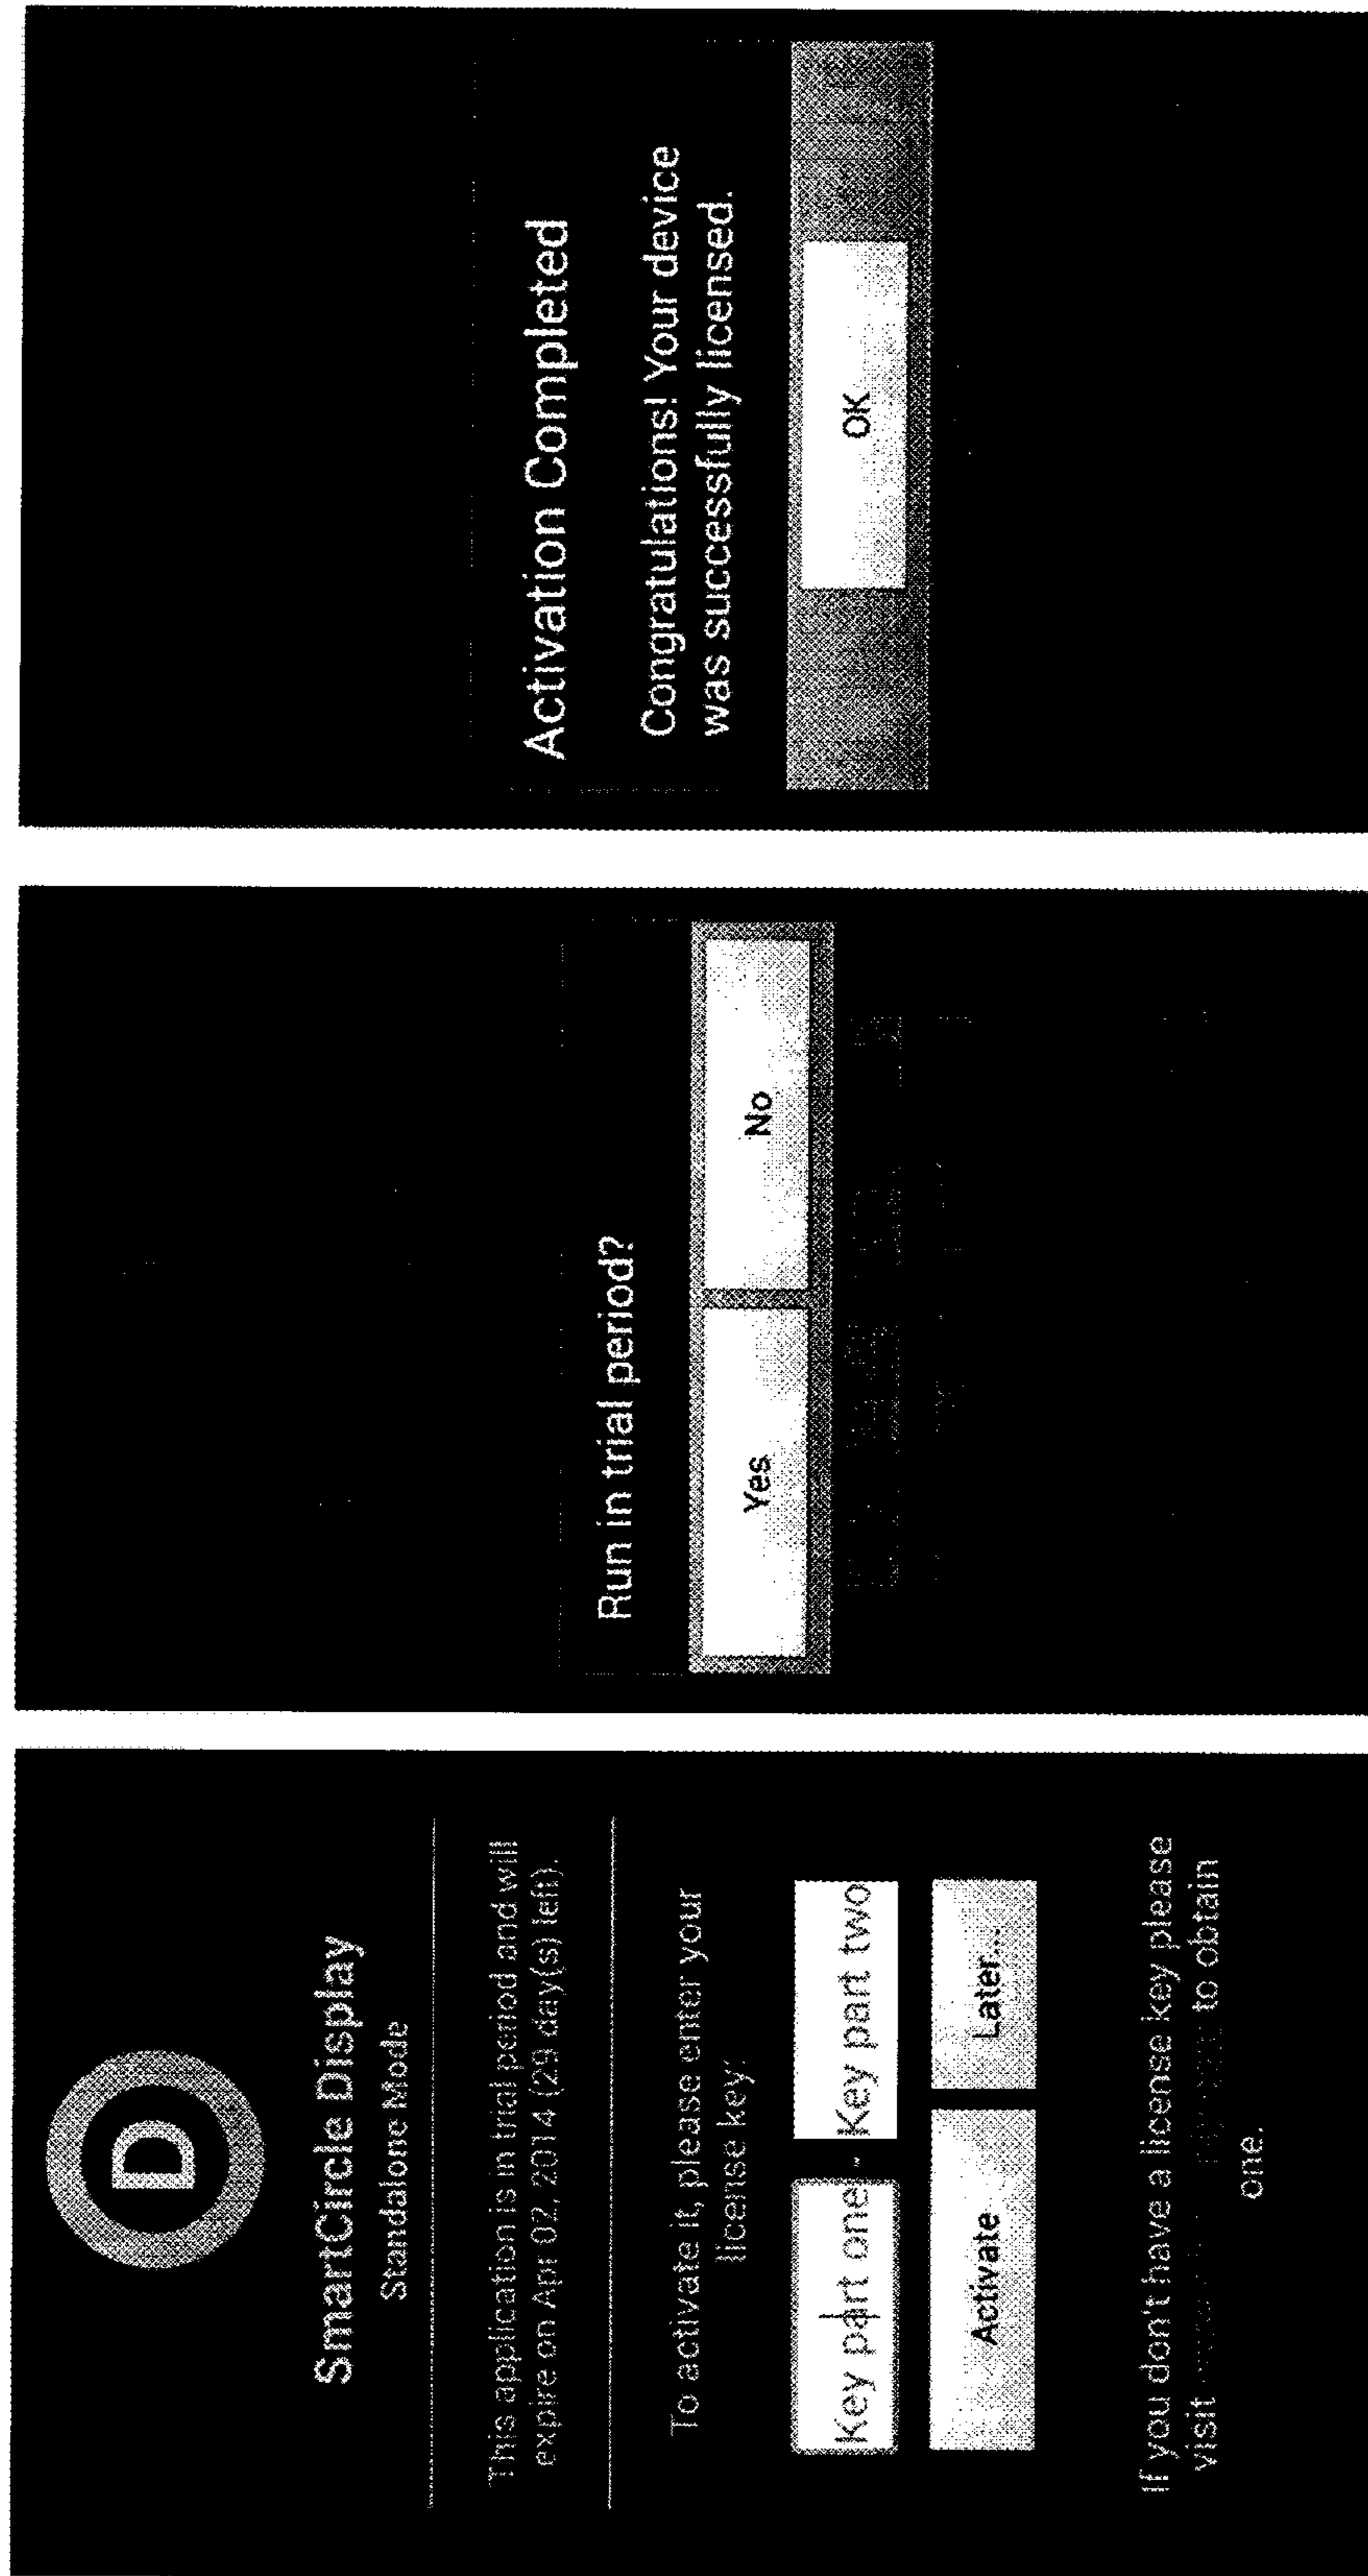 D
SmartCircle Display
Standalone Mode
This application is in trial period and will
expire on Apr 02, 2014 (29 day(s) left).
To activate it, please enter your
license key:
Key part one - Key part two
Activate Later...
If you don't have a license key please
visit to obtain
one.
Run in trial period?
Yes No
Activation Completed
Congratulations! Your device
was successfully licensed.
OK